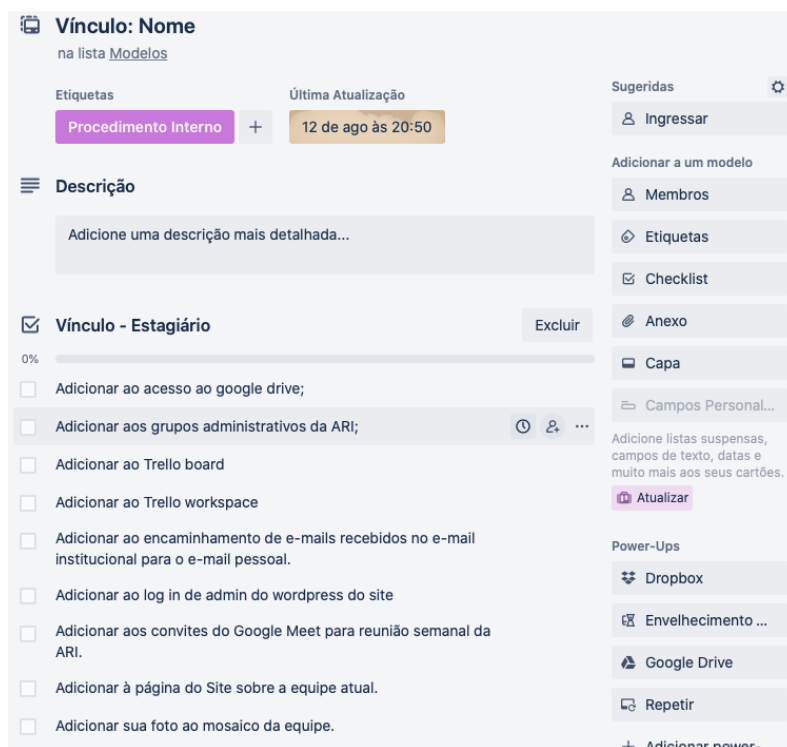 Vínculo: Nome
na lista Modelos
Etiquetas
Procedimento Interno
Última Atualização
12 de ago às 20:50
Descrição
Adicione uma descrição mais detalhada...
Vínculo - Estagiário
Excluir
0%
Adicionar ao acesso ao google drive;
Adicionar aos grupos administrativos da ARI;
Adicionar ao Trello board
Adicionar ao Trello workspace
Adicionar ao encaminhamento de e-mails recebidos no e-mail
institucional para o e-mail pessoal.
Adicionar ao log in de admin do wordpress do site
Adicionar aos convites do Google Meet para reunião semanal da
ARI.
Adicionar à página do Site sobre a equipe atual.
Adicionar sua foto ao mosaico da equipe.
Sugeridas
Ingressar
Adicionar a um modelo
Membros
Etiquetas
Checklist
Anexo
Capa
Campos Personal...
Adicione listas suspensas,
campos de texto, datas e
muito mais aos seus cartões.
Atualizar
Power-Ups
Dropbox
Envelhecimento ...
Google Drive
Repetir
Adicionar power-